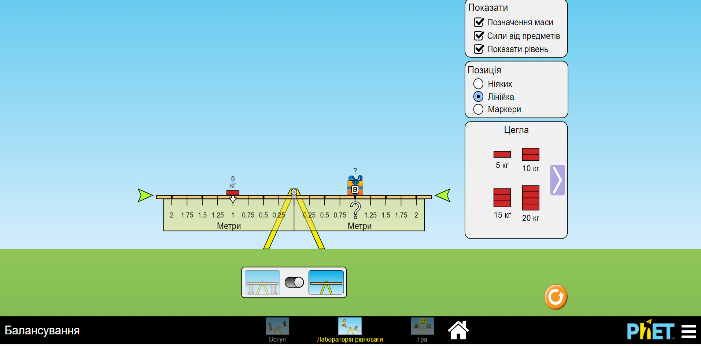 Показати
Позначення маси
Сили від предметів
Показати рівень
Позиція
Ніяких
Лінійка
Маркери
Цегла
5 кг
10 кг
15 кг
20 кг
5
кг
?
B
?
2 1.75 1.5 1.25 1 0.75 0.5 0.25 0.25 0.5 0.75 1 1.25 1.5 1.75 2
Метри Метри
Балансування
Вступ
Лабораторія рівноваги
Гра
PhET